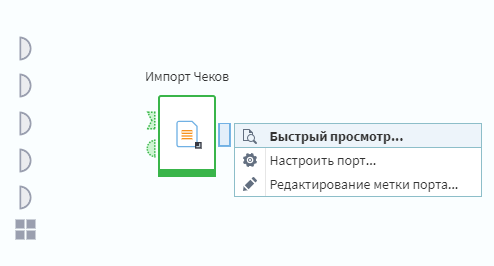 Импорт Чеков
Быстрый просмотр...
Настроить порт...
Редактирование метки порта...